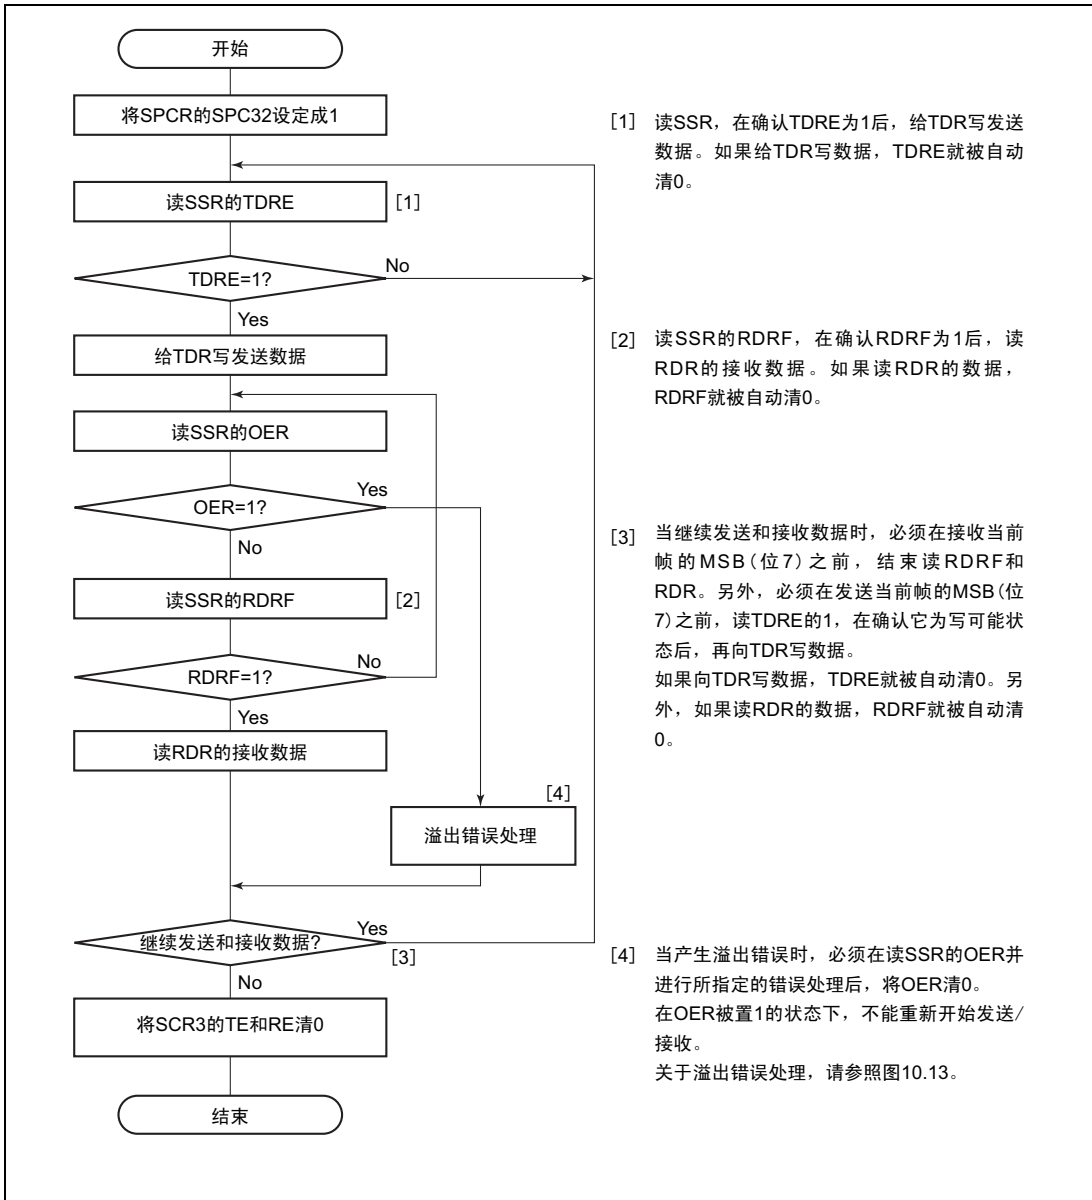 开始
将SPCR的SPC32设定成1
读SSR的TDRE
[1]
TDRE=1?
No
Yes
给TDR写发送数据
读SSR的OER
OER=1?
Yes
No
读SSR的RDRF
[2]
RDRF=1?
No
Yes
读RDR的接收数据
[4]
溢出错误处理
继续发送和接收数据?
Yes
[3]
No
将SCR3的TE和RE清0
结束
[1] 读SSR，在确认TDRE为1后，给TDR写发送
数据。如果给TDR写数据，TDRE就被自动
清0。
[2] 读SSR的RDRF，在确认RDRF为1后，读
RDR的接收数据。如果读RDR的数据，
RDRF就被自动清0。
[3] 当继续发送和接收数据时，必须在接收当前
帧的MSB(位7)之前，结束读RDRF和
RDR。另外，必须在发送当前帧的MSB(位
7)之前，读TDRE的1，在确认它为写可能状
态后，再向TDR写数据。
如果向TDR写数据，TDRE就被自动清0。另
外，如果读RDR的数据，RDRF就被自动清
0。
[4] 当产生溢出错误时，必须在读SSR的OER并
进行所指定的错误处理后，将OER清0。
在OER被置1的状态下，不能重新开始发送/
接收。
关于溢出错误处理，请参照图10.13。